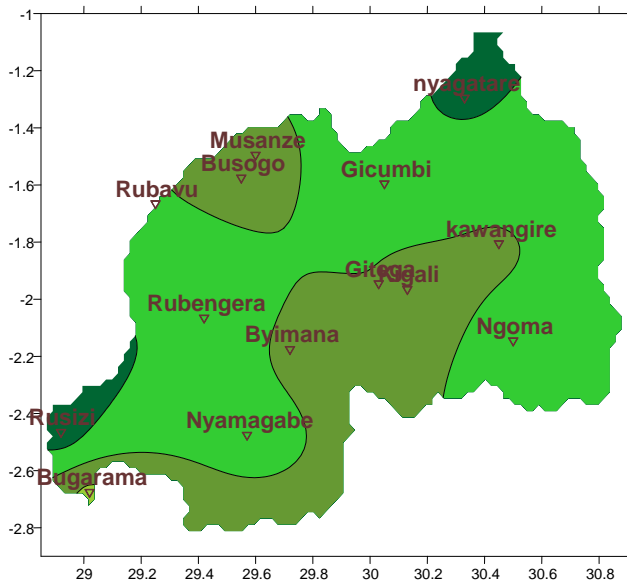 -1
-1.2
-1.4
-1.6
-1.8
-2
-2.2
-2.4
-2.6
-2.8
nyagatare
Musanze
Busogo
Gicumbi
Rubavu
kawangire
Gitega
Kigali
Rubengera
Byimana
Ngoma
Rusizi
Nyamagabe
Bugarama
29 29.2 29.4 29.6 29.8 30 30.2 30.4 30.6 30.8